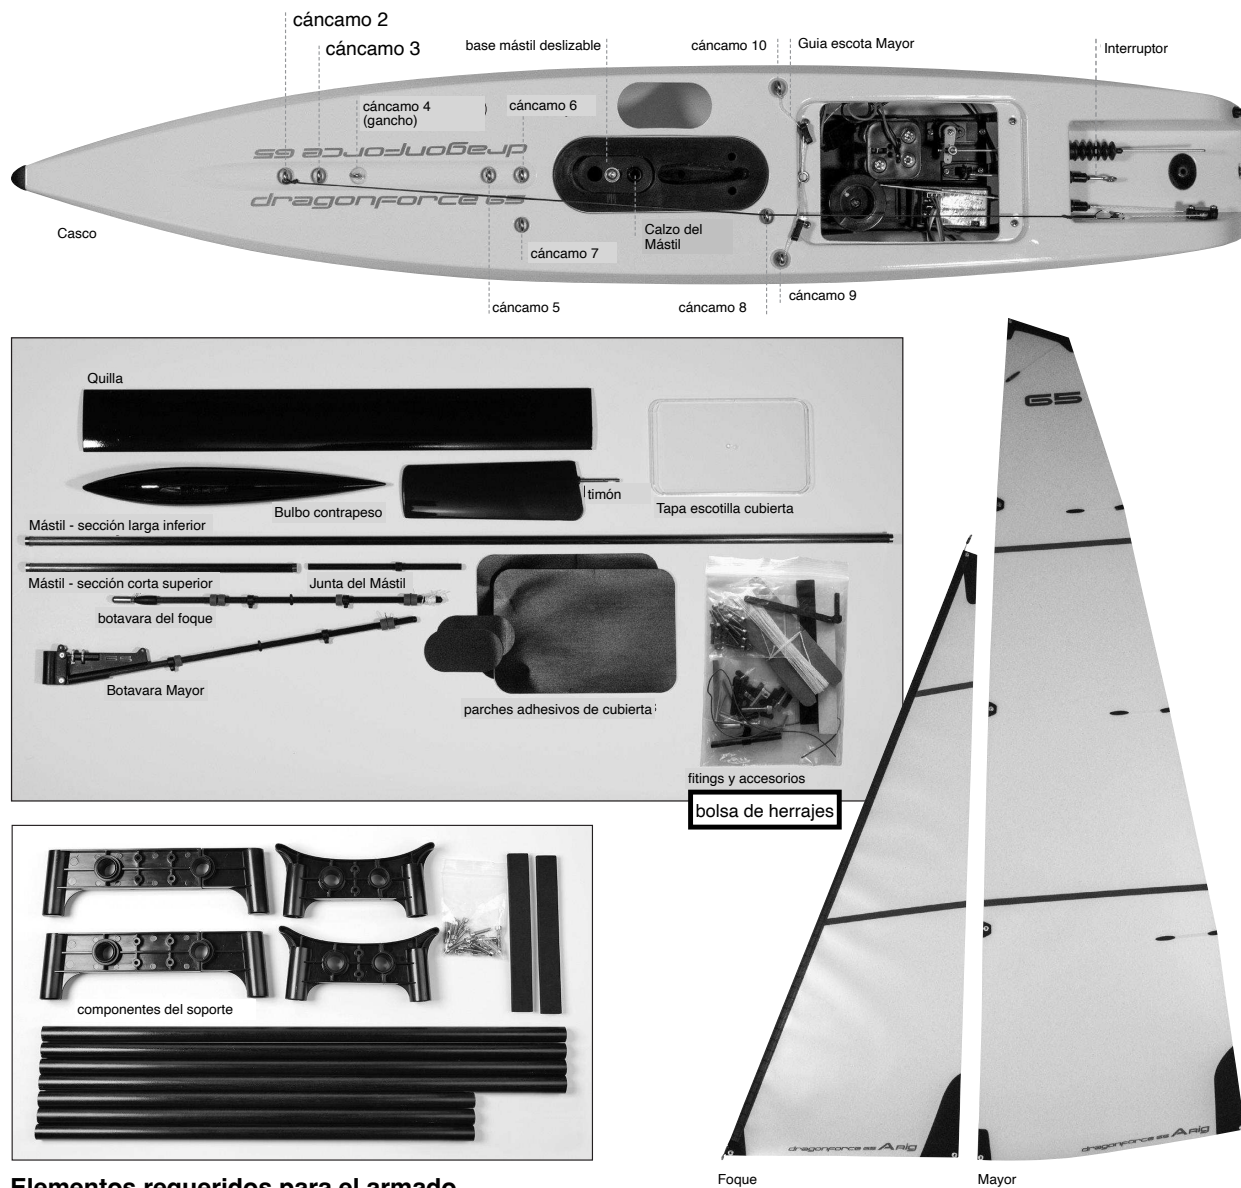 cáncamo 2
cáncamo 3
base mástil deslizable
cáncamo 10
Guia escota Mayor
Interruptor
cáncamo 4
(gancho)
cáncamo 6
dragonforce 65
dragonforce 65
Casco
cáncamo 7
Calzo del
Mástil
cáncamo 5
cáncamo 8
cáncamo 9
Quilla
65
Bulbo contrapeso
timón
Tapa escotilla cubierta
Mástil - sección larga inferior
Mástil - sección corta superior
Junta del Mástil
botavara del foque
Botavara Mayor
parches adhesivos de cubierta
fitings y accesorios
bolsa de herrajes
componentes del soporte
dragonforce 65 A Rig
dragonforce 65 A Rig
Foque
Mayor
Elementos requeridos para el armado